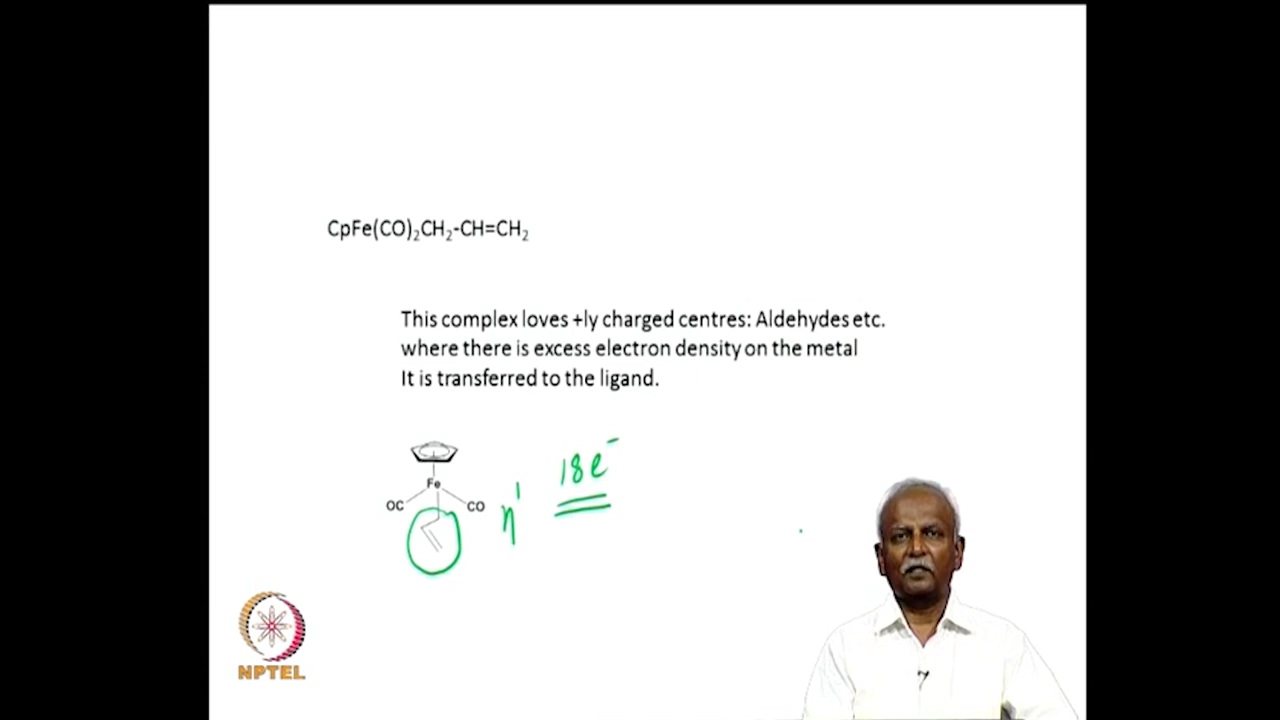 CpFe(CO)₂CH₂-CH=CH₂
This complex loves +ly charged centres: Aldehydes etc.
where there is excess electron density on the metal
It is transferred to the ligand.
18e⁻
Fe
η¹
OC
CO
NPTEL